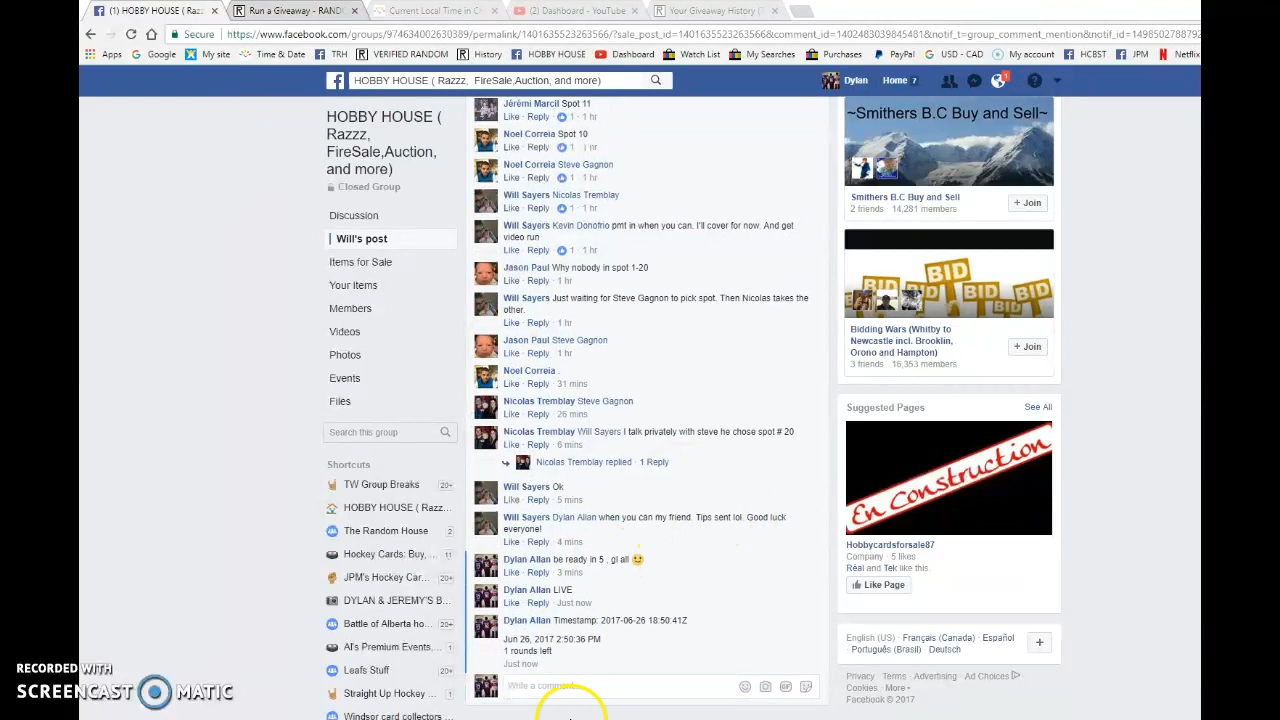 (1) HOBBY HOUSE ( Razzz,
Run a Giveaway - RAND
Current Local Time in C
(2) Dashboard - YouTube
Your Giveaway History (T
Secure
https://www.facebook.com/groups/974634002630389/permalink/1401635523263566/?sale_post_id=1401635523263566&comment_id=1402483039845481&notif_t=group_comment_mention&notif_id=1498502788792
Apps Google My site Time & Date TRH VERIFIED RANDOM History HOBBY HOUSE Dashboard Watch List My Searches Purchases PayPal USD - CAD My account HCBST JPM Netflix
HOBBY HOUSE ( Razzz, FireSale,Auction, and more)
Dylan Home 7
1
HOBBY HOUSE (
Razzz,
FireSale,Auction,
and more)
Closed Group
Discussion
Will's post
Items for Sale
Your Items
Members
Videos
Photos
Events
Files
Search this group
Shortcuts
TW Group Breaks 20+
HOBBY HOUSE ( Razz...
The Random House 2
Hockey Cards: Buy, ... 11
JPM's Hockey Car... 20+
DYLAN & JEREMY'S B...
Battle of Alberta ho... 20+
Al's Premium Events,... 1
Leafs Stuff 20+
Straight Up Hockey ... 1
Windsor card collectors
Jérémi Marcil Spot 11
Like · Reply · 1 · 1 hr
Noel Correia Spot 10
Like · Reply · 1 · hr
Noel Correia Steve Gagnon
Like · Reply · 1 · 1 hr
Will Sayers Nicolas Tremblay
Like · Reply · 1 · 1 hr
Will Sayers Kevin Donofrio pmt in when you can. I'll cover for now. And get
video run
Like · Reply · 1 · 1 hr
Jason Paul Why nobody in spot 1-20
Like · Reply · 1 hr
Will Sayers Just waiting for Steve Gagnon to pick spot. Then Nicolas takes the
other.
Like · Reply · 1 hr
Jason Paul Steve Gagnon
Like · Reply · 1 hr
Noel Correia .
Like · Reply · 31 mins
Nicolas Tremblay Steve Gagnon
Like · Reply · 26 mins
Nicolas Tremblay Will Sayers i talk privately with steve he chose spot # 20
Like · Reply · 6 mins
Nicolas Tremblay replied · 1 Reply
Will Sayers Ok
Like · Reply · 5 mins
Will Sayers Dylan Allan when you can my friend. Tips sent lol. Good luck
everyone!
Like · Reply · 4 mins
Dylan Allan be ready in 5 , gl all
Like · Reply · 3 mins
Dylan Allan LIVE
Like · Reply · Just now
Dylan Allan Timestamp: 2017-06-26 18:50:41Z
Jun 26, 2017 2:50:36 PM
1 rounds left
Just now
Write a comment...
~Smithers B.C Buy and Sell~
Smithers B.C Buy and Sell
2 friends · 14,281 members
+ Join
BID BID BID BID BID
Bidding Wars (Whitby to
Newcastle incl. Brooklin,
Orono and Hampton)
3 friends · 16,353 members
+ Join
Suggested Pages See All
En Construction
Hobbycardsforsale87
Company · 5 likes
Réal and Tek like this.
Like Page
English (US) · Français (Canada) · Español ·
Português (Brasil) · Deutsch
+
Privacy · Terms · Advertising · Ad Choices
Cookies · More
Facebook © 2017
RECORDED WITH
SCREENCAST MATIC